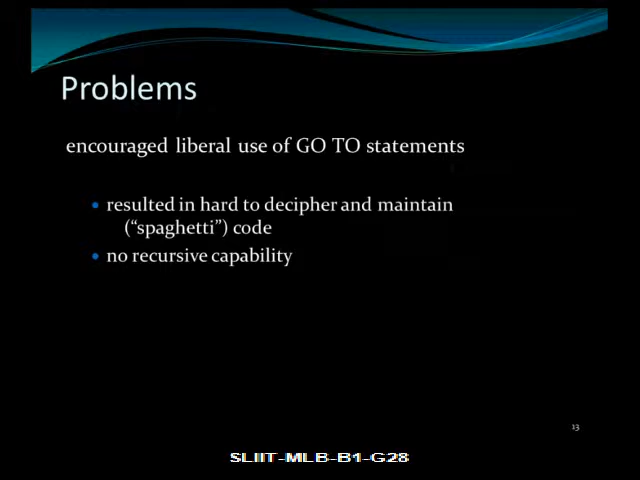 Problems
encouraged liberal use of GO TO statements
resulted in hard to decipher and maintain
(“spaghetti”) code
no recursive capability
13
SLIIT-MLB-B1-G28